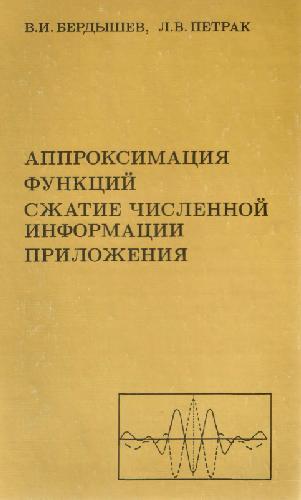 В.И. БЕРДЫШЕВ, Л.В. ПЕТРАК
АППРОКСИМАЦИЯ
ФУНКЦИЙ
СЖАТИЕ ЧИСЛЕННОЙ
ИНФОРМАЦИИ
ПРИЛОЖЕНИЯ